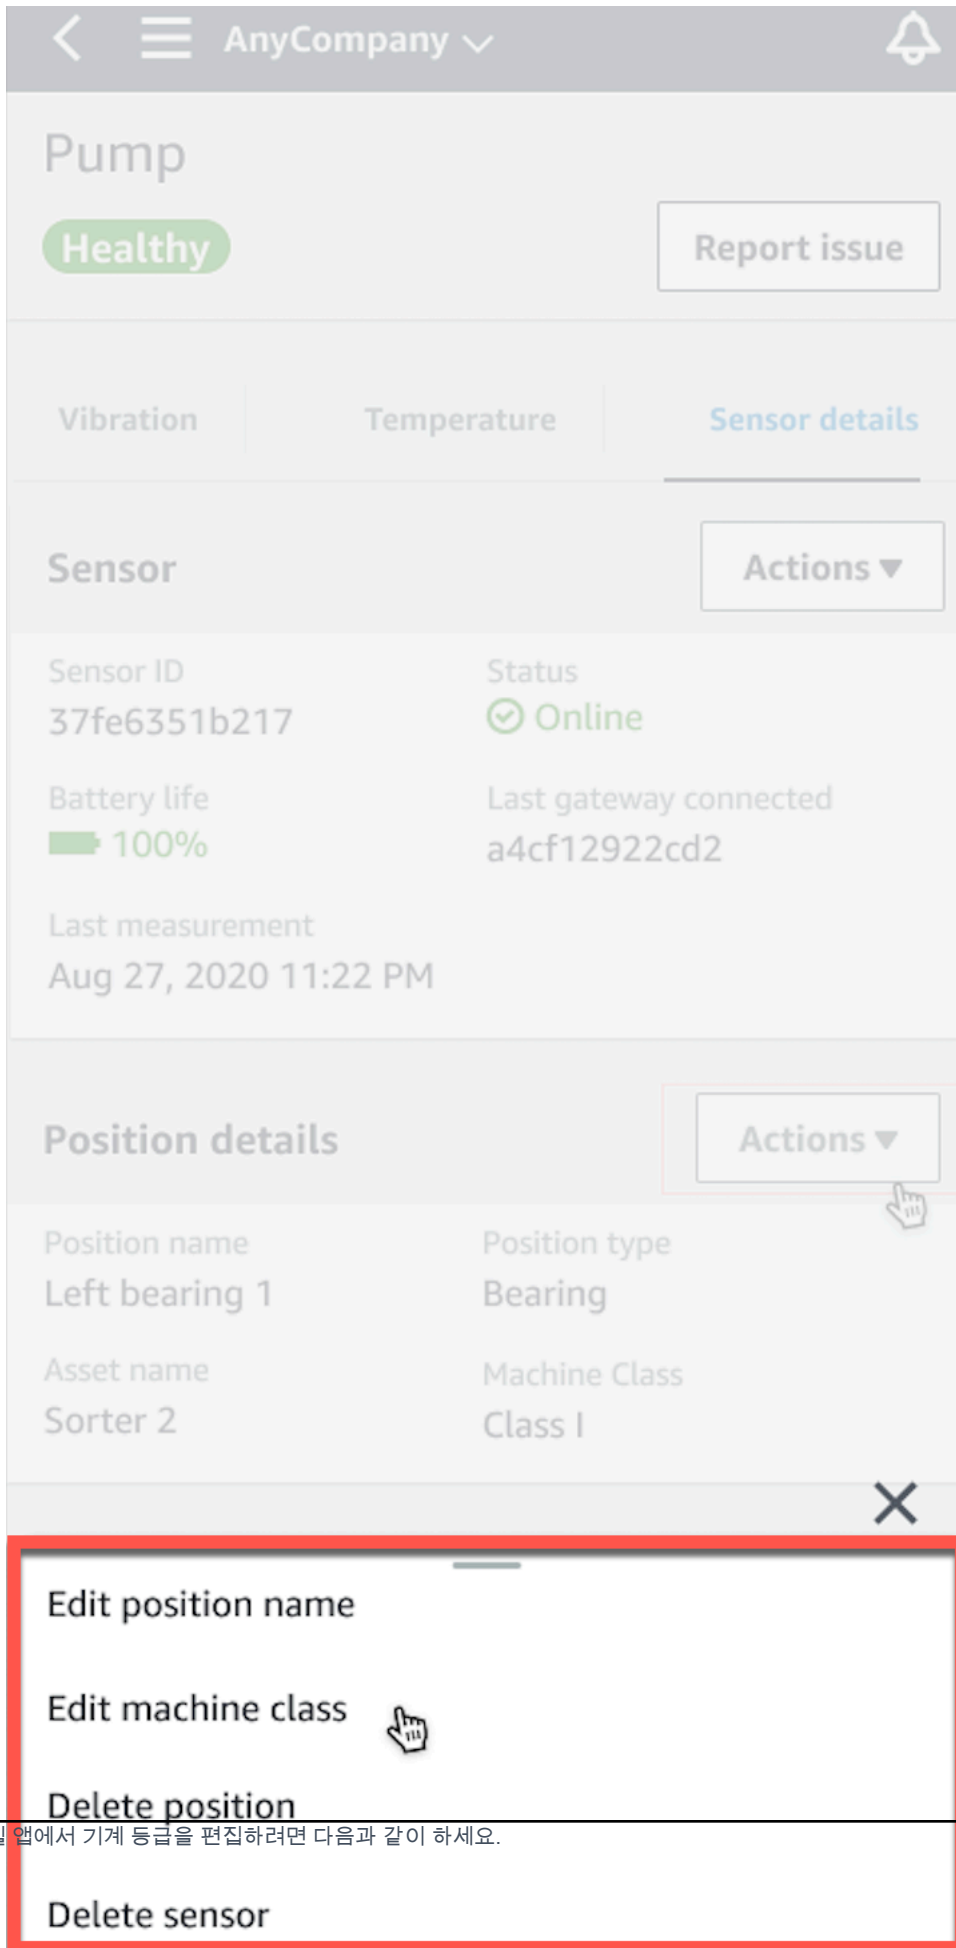 AnyCompany
Pump
Healthy
Report issue
Vibration Temperature Sensor details
Sensor
Actions
Sensor ID Status
37fe6351b217 Online
Battery life Last gateway connected
100% a4cf12922cd2
Last measurement
Aug 27, 2020 11:22 PM
Position details Actions
Position name Position type
Left bearing 1 Bearing
Asset name Machine Class
Sorter 2 Class I
Edit position name
Edit machine class
Delete position
앱에서 기계 등급을 편집하려면 다음과 같이 하세요.
Delete sensor